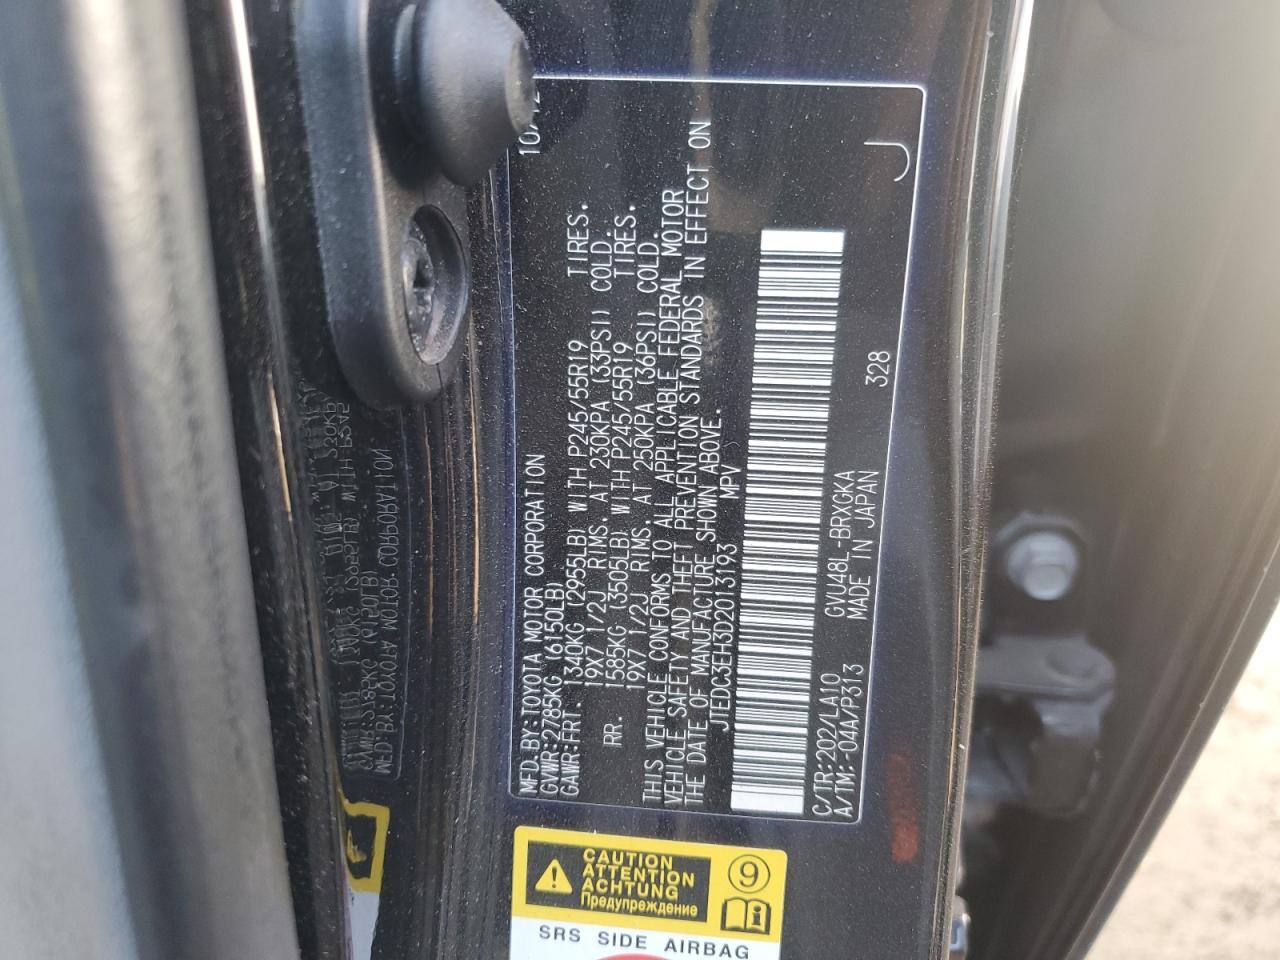 MFD.BY:TOYOTA MOTOR CORPORATION 10/12
GVWR:2785KG (6150LB)
GAWR:FRT. 1340KG (2955LB) WITH P245/55R19 TIRES.
19X7 1/2J RIMS. AT 230KPA (33PSI) COLD.
RR. 1585KG (3505LB) WITH P245/55R19 TIRES.
19X7 1/2J RIMS. AT 250KPA (36PSI) COLD.
THIS VEHICLE CONFORMS TO ALL APPLICABLE FEDERAL MOTOR
VEHICLE SAFETY AND THEFT PREVENTION STANDARDS IN EFFECT ON
THE DATE OF MANUFACTURE SHOWN ABOVE.
JTEDC3EH3D2013193 MPV
C/TR:202/LA10 GVU48L-BRXGKA 328
A/TM:-04A/P313 MADE IN JAPAN
J
CAUTION
ATTENTION
ACHTUNG
Предупреждение
9
SRS SIDE AIRBAG